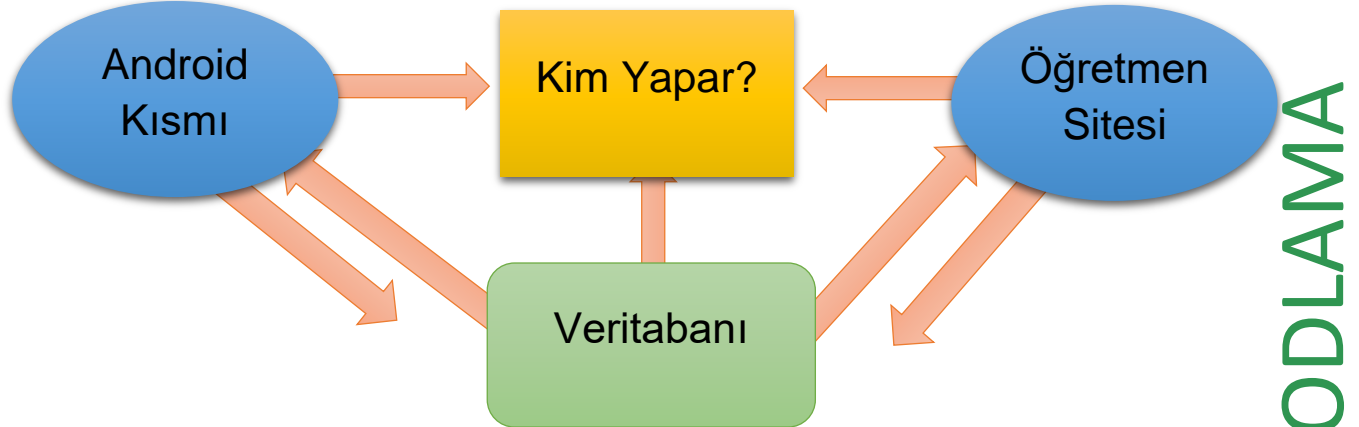 Android
Kısmı
Kim Yapar?
Öğretmen
Sitesi
Veritabanı
ODLAMA